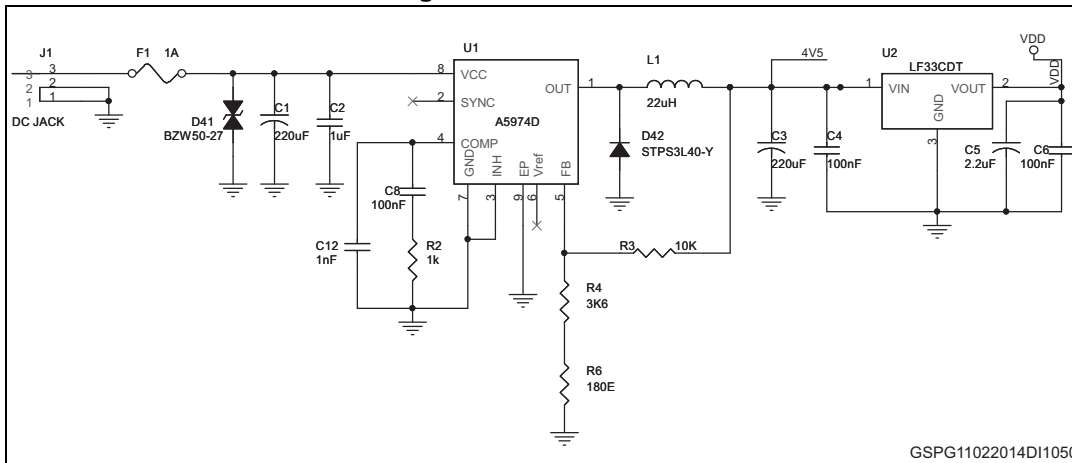 J1
3
3
2
2
1
1
DC JACK
F1 1A
D41
BZW50-27
C1
220uF
C2
1uF
U1
8
VCC
2
SYNC
4
COMP
A5974D
OUT
1
GND
INH
EP
Vref
FB
7
3
9
6
5
C8
100nF
C12
1nF
R2
1k
L1
22uH
D42
STPS3L40-Y
4V5
C3
220uF
C4
100nF
R3 10K
R4
3K6
R6
180E
U2
LF33CDT
1
VIN
VOUT
2
GND
3
VDD
VDD
C5
2.2uF
C6
100nF
GSPG11022014DI1050